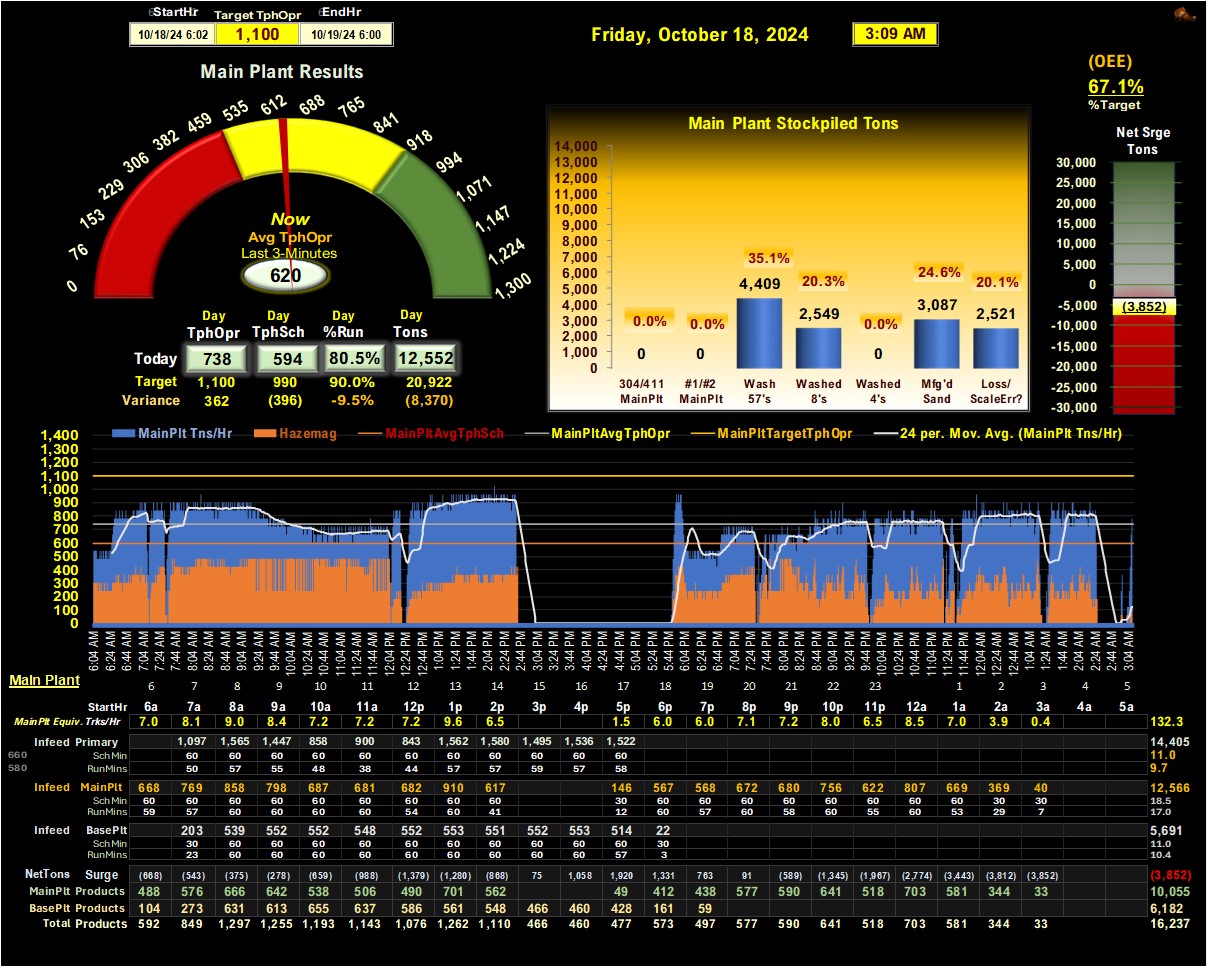 StartHr Target TphOpr EndHr
10/18/24 6:02 1,100 10/19/24 6:00
Friday, October 18, 2024 3:09 AM
(OEE)
67.1%
%Target
Main Plant Results
0 76 153 229 306 382 459 535 612 688 765 841 918 994 1,071 1,147 1,224 1,300
Now
Avg TphOpr
Last 3-Minutes
620
Day Day Day Day
TphOpr TphSch %Run Tons
Today 738 594 80.5% 12,552
Target 1,100 990 90.0% 20,922
Variance 362 (396) -9.5% (8,370)
Main Plant Stockpiled Tons
14,000
13,000
12,000
11,000
10,000
9,000
8,000
7,000
6,000
5,000
4,000
3,000
2,000
1,000
0
0.0% 0.0% 35.1% 20.3% 0.0% 24.6% 20.1%
0 0 4,409 2,549 0 3,087 2,521
304/411 #1/#2 Wash Washed Washed Mfg'd Loss/
MainPlt MainPlt 57's 8's 4's Sand ScaleErr?
Net Srge
Tons
30,000
25,000
20,000
15,000
10,000
5,000
0
-5,000
-10,000
-15,000
-20,000
-25,000
-30,000
(3,852)
MainPlt Tns/Hr Hazemag MainPltAvgTphSch MainPltAvgTphOpr MainPltTargetTphOpr 24 per. Mov. Avg. (MainPlt Tns/Hr)
1,400
1,300
1,200
1,100
1,000
900
800
700
600
500
400
300
200
100
0
6:04 AM 6:24 AM 6:44 AM 7:04 AM 7:24 AM 7:44 AM 8:04 AM 8:24 AM 8:44 AM 9:04 AM 9:24 AM 9:44 AM 10:04 AM 10:24 AM 10:44 AM 11:04 AM 11:24 AM 11:44 AM 12:04 PM 12:24 PM 12:44 PM 1:04 PM 1:24 PM 1:44 PM 2:04 PM 2:24 PM 2:44 PM 3:04 PM 3:24 PM 3:44 PM 4:04 PM 4:24 PM 4:44 PM 5:04 PM 5:24 PM 5:44 PM 6:04 PM 6:24 PM 6:44 PM 7:04 PM 7:24 PM 7:44 PM 8:04 PM 8:24 PM 8:44 PM 9:04 PM 9:24 PM 9:44 PM 10:04 PM 10:24 PM 10:44 PM 11:04 PM 11:24 PM 11:44 PM 12:04 AM 12:24 AM 12:44 AM 1:04 AM 1:24 AM 1:44 AM 2:04 AM 2:24 AM 2:44 AM 3:04 AM
Main Plant
6 7 8 9 10 11 12 13 14 15 16 17 18 19 20 21 22 23 1 2 3 4 5
StartHr 6a 7a 8a 9a 10a 11a 12p 1p 2p 3p 4p 5p 6p 7p 8p 9p 10p 11p 12a 1a 2a 3a 4a 5a
MainPlt Equiv. Trks/Hr 7.0 8.1 9.0 8.4 7.2 7.2 7.2 9.6 6.5 1.5 6.0 6.0 7.1 7.2 8.0 6.5 8.5 7.0 3.9 0.4 132.3
Infeed Primary 1,097 1,565 1,447 858 900 843 1,562 1,580 1,495 1,536 1,522 14,405
660 SchMin 60 60 60 60 60 60 60 60 60 60 60 11.0
580 RunMins 50 57 55 48 38 44 57 57 59 57 58 9.7
Infeed MainPlt 668 769 858 798 687 681 682 910 617 146 567 568 672 680 756 622 807 669 369 40 12,566
SchMin 60 60 60 60 60 60 60 60 60 30 60 60 60 60 60 60 60 60 30 30 18.5
RunMins 59 57 60 60 60 60 54 60 41 12 60 57 60 58 60 55 60 53 29 7 17.0
Infeed BasePlt 203 539 552 552 548 552 553 551 552 553 514 22 5,691
SchMin 30 60 60 60 60 60 60 60 60 60 60 30 11.0
RunMins 23 60 60 60 60 60 60 60 60 60 57 3 10.4
NetTons Surge (668) (543) (375) (278) (659) (988) (1,379) (1,280) (868) 75 1,058 1,920 1,331 763 91 (589) (1,345) (1,967) (2,774) (3,443) (3,812) (3,852) (3,852)
MainPlt Products 488 576 666 642 538 506 490 701 562 49 412 438 577 590 641 518 703 581 344 33 10,055
BasePlt Products 104 273 631 613 655 637 586 561 548 466 460 428 161 59 6,182
Total Products 592 849 1,297 1,255 1,193 1,143 1,076 1,262 1,110 466 460 477 573 497 577 590 641 518 703 581 344 33 16,237